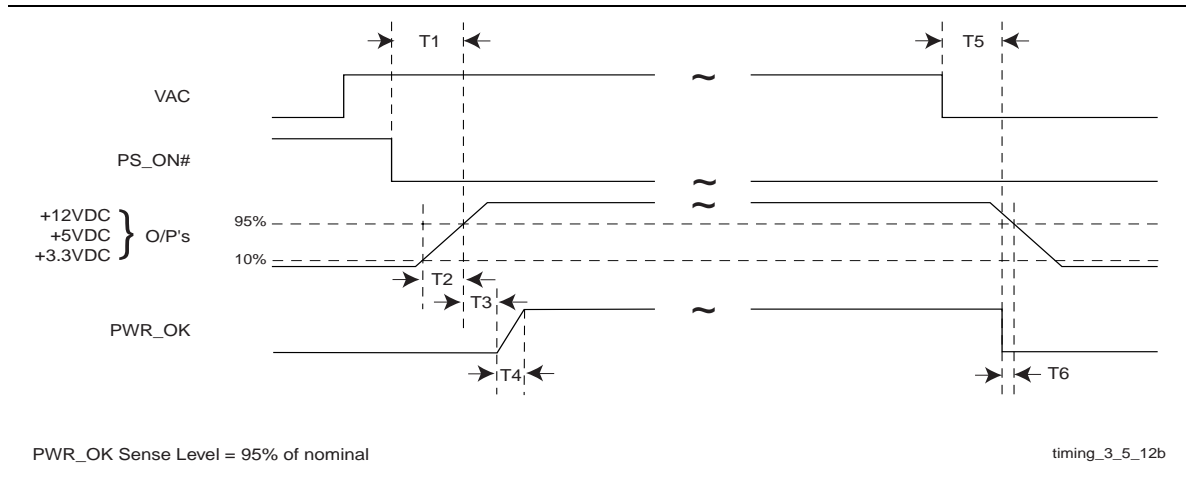 T1
T5
VAC
PS_ON#
+12VDC
+5VDC
+3.3VDC
} O/P's
95%
10%
T2
T3
PWR_OK
T4
T6
~
~
~
~
PWR_OK Sense Level = 95% of nominal
timing_3_5_12b